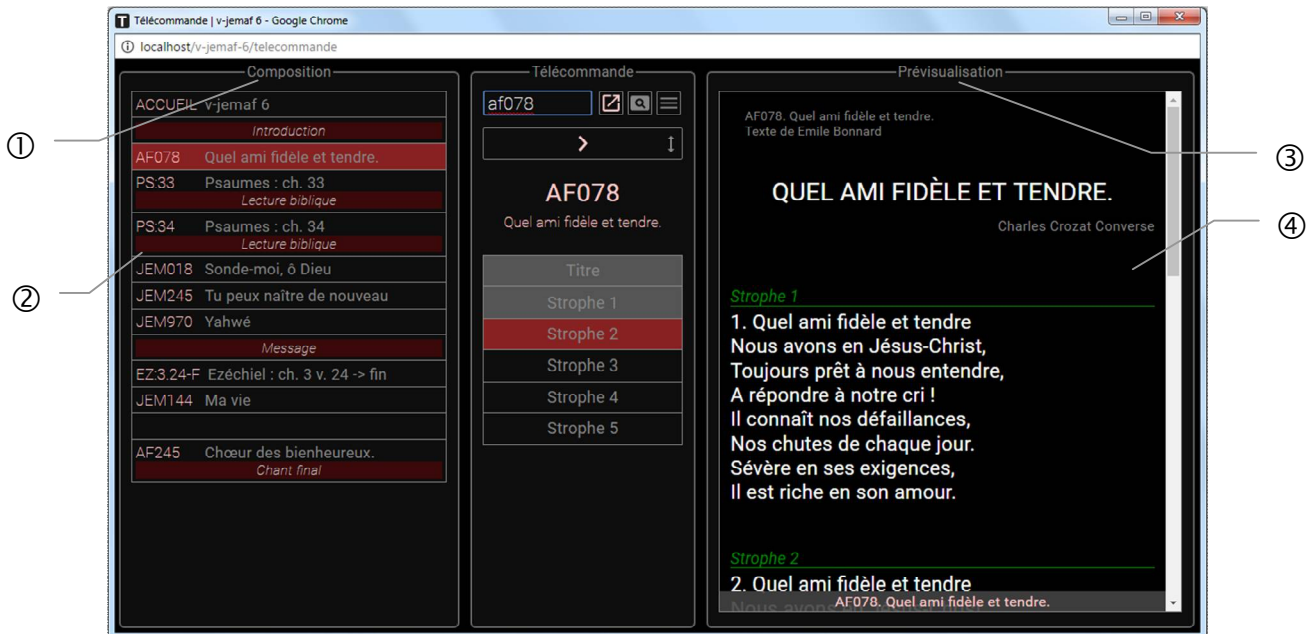 Télécommande | v-jemaf 6 - Google Chrome
localhost/v-jemaf-6/telecommande
Composition
ACCUEIL v-jemaf 6
Introduction
AF078 Quel ami fidèle et tendre.
PS:33 Psaumes : ch. 33
Lecture biblique
PS:34 Psaumes : ch. 34
Lecture biblique
JEM018 Sonde-moi, ô Dieu
JEM245 Tu peux naître de nouveau
JEM970 Yahwé
Message
EZ:3.24-F Ezéchiel : ch. 3 v. 24 -> fin
JEM144 Ma vie
AF245 Chœur des bienheureux.
Chant final
Télécommande
af078
AF078
Quel ami fidèle et tendre.
Titre
Strophe 1
Strophe 2
Strophe 3
Strophe 4
Strophe 5
Prévisualisation
AF078. Quel ami fidèle et tendre.
Texte de Emile Bonnard
QUEL AMI FIDÈLE ET TENDRE.
Charles Crozat Converse
Strophe 1
1. Quel ami fidèle et tendre
Nous avons en Jésus-Christ,
Toujours prêt à nous entendre,
A répondre à notre cri !
Il connaît nos défaillances,
Nos chutes de chaque jour.
Sévère en ses exigences,
Il est riche en son amour.
Strophe 2
2. Quel ami fidèle et tendre
Nous avons
AF078. Quel ami fidèle et tendre.
①
②
③
④